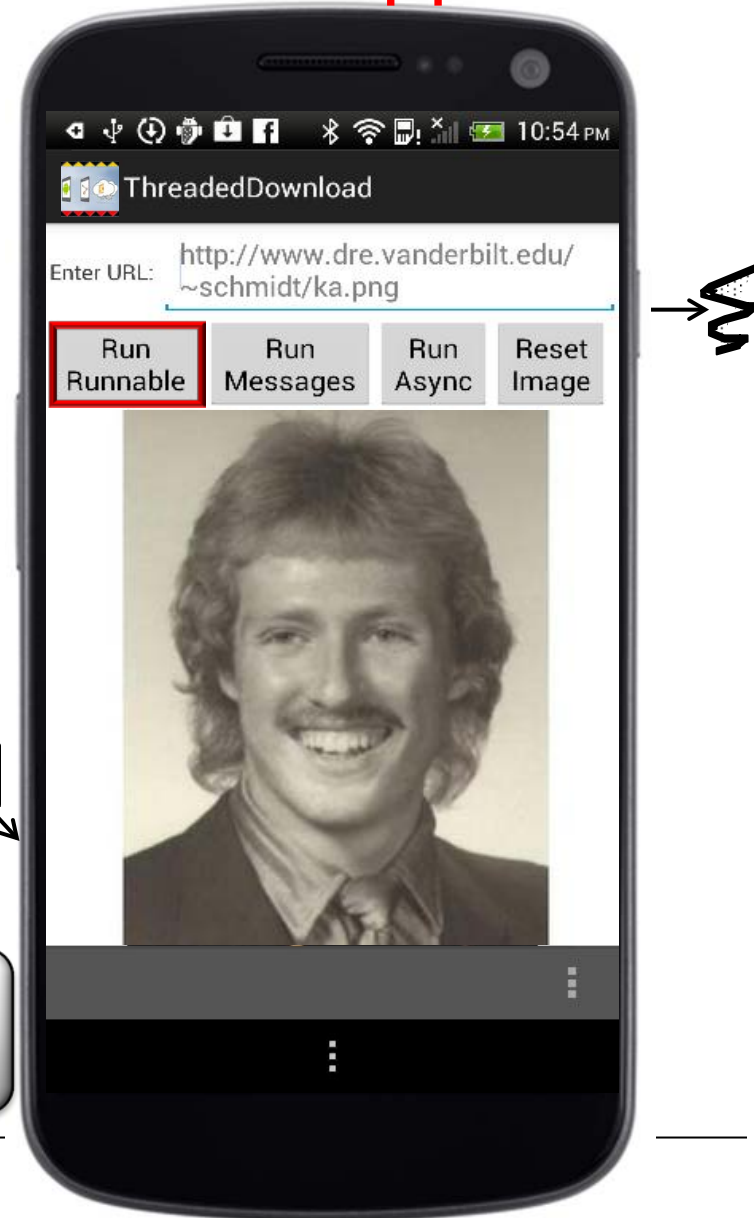 10:54 PM
ThreadedDownload
Enter URL:
http://www.dre.vanderbilt.edu/
~schmidt/ka.png
Run
Runnable
Run
Messages
Run
Async
Reset
Image